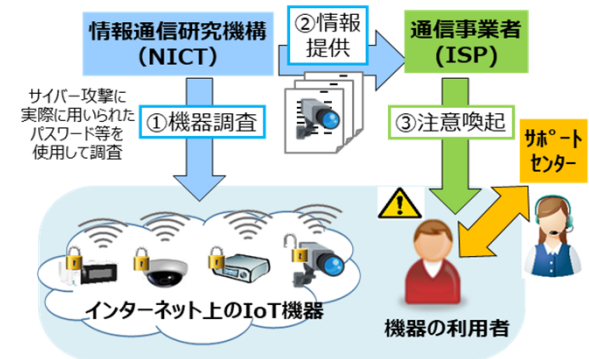 情報通信研究機構
(NICT)
②情報
提供
通信事業者
(ISP)
サイバー攻撃に
実際に用いられた
パスワード等を
使用して調査
①機器調査
③注意喚起
ｻﾎﾟｰﾄ
ｾﾝﾀｰ
インターネット上のIoT機器
機器の利用者